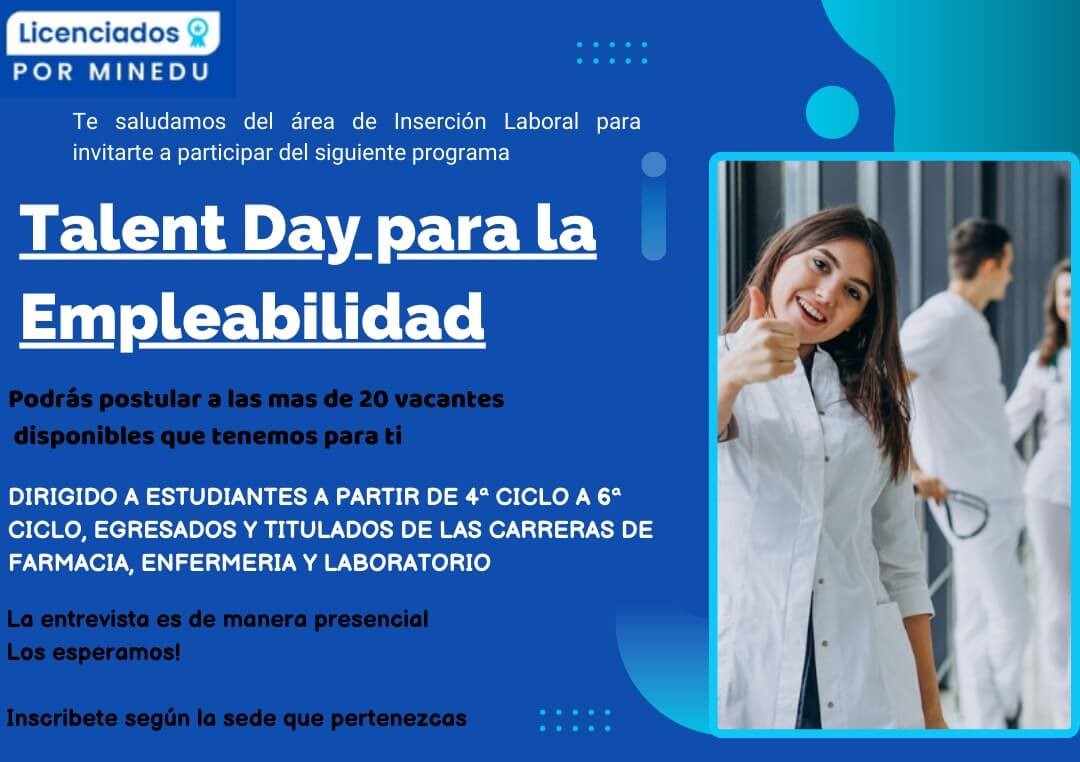 Licenciados
POR MINEDU
Te saludamos del área de Inserción Laboral para
invitarte a participar del siguiente programa
Talent Day para la
Empleabilidad
Podrás postular a las mas de 20 vacantes
disponibles que tenemos para ti
DIRIGIDO A ESTUDIANTES A PARTIR DE 4ª CICLO A 6ª
CICLO, EGRESADOS Y TITULADOS DE LAS CARRERAS DE
FARMACIA, ENFERMERIA Y LABORATORIO
La entrevista es de manera presencial
Los esperamos!
Inscribete según la sede que pertenezcas